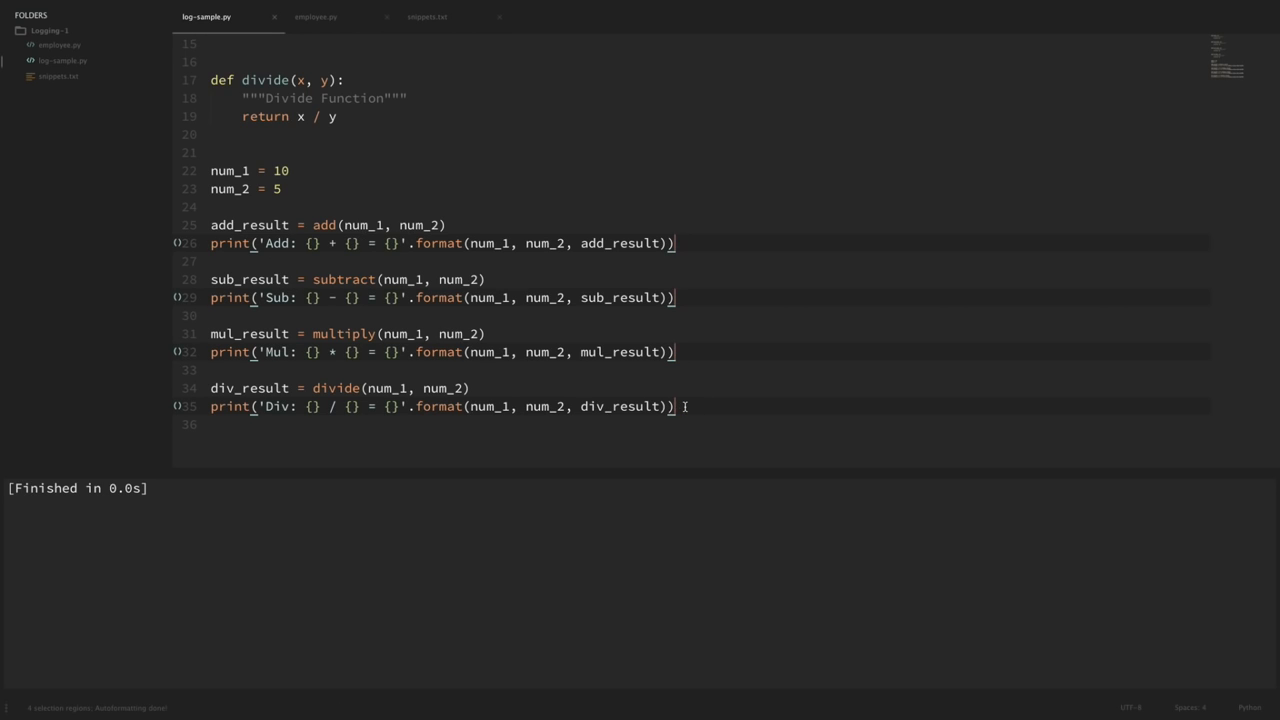 FOLDERS
Logging-1
employee.py
log-sample.py
snippets.txt
log-sample.py × employee.py × snippets.txt ×
15
16
17 def divide(x, y):
18     """Divide Function"""
19     return x / y
20
21
22 num_1 = 10
23 num_2 = 5
24
25 add_result = add(num_1, num_2)
()26 print('Add: {} + {} = {}'.format(num_1, num_2, add_result))
27
28 sub_result = subtract(num_1, num_2)
()29 print('Sub: {} - {} = {}'.format(num_1, num_2, sub_result))
30
31 mul_result = multiply(num_1, num_2)
()32 print('Mul: {} * {} = {}'.format(num_1, num_2, mul_result))
33
34 div_result = divide(num_1, num_2)
()35 print('Div: {} / {} = {}'.format(num_1, num_2, div_result))
36
[Finished in 0.0s]
4 selection regions; Autoformatting done! UTF-8 Spaces: 4 Python